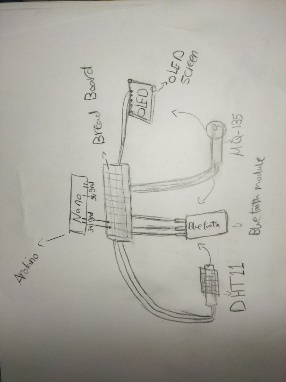 Bread Board
OLED
OLED
screen
MQ-135
Bluetooth module
Bluetooth
DHT11
Nano
Arduino